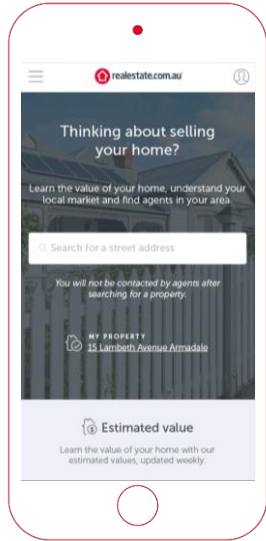 realestate.com.au
Thinking about selling
your home?
Learn the value of your home, understand your
local market and find agents in your area
Search for a street address
You will not be contacted by agents after
searching for a property.
MY PROPERTY
15 Lambeth Avenue Armadale
Estimated value
Learn the value of your home with our
estimated values, updated weekly.